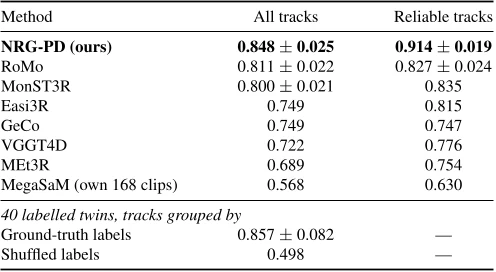 Method All tracks Reliable tracks
NRG-PD (ours) 0.848 ± 0.025 0.914 ± 0.019
RoMo 0.811 ± 0.022 0.827 ± 0.024
MonST3R 0.800 ± 0.021 0.835
Easi3R 0.749 0.815
GeCo 0.749 0.747
VGGT4D 0.722 0.776
MEt3R 0.689 0.754
MegaSaM (own 168 clips) 0.568 0.630
40 labelled twins, tracks grouped by
Ground-truth labels 0.857 ± 0.082 —
Shuffled labels 0.498 —